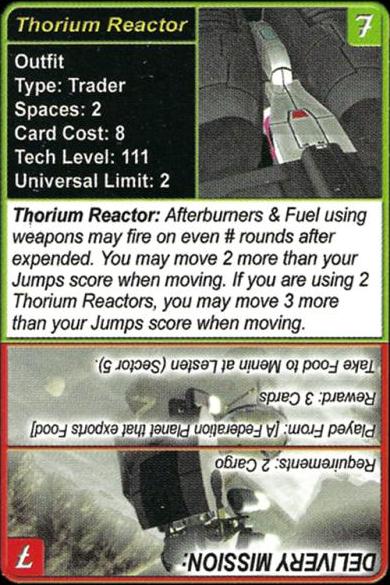 Thorium Reactor
7
Outfit
Type: Trader
Spaces: 2
Card Cost: 8
Tech Level: 111
Universal Limit: 2
Thorium Reactor: Afterburners & Fuel using
weapons may fire on even # rounds after
expended. You may move 2 more than your
Jumps score when moving. If you are using 2
Thorium Reactors, you may move 3 more
than your Jumps score when moving.
DELIVERY MISSION:
7
Requirements: 2 Cargo
Played From: [A Federation Planet that exports Food]
Reward: 3 Cards
Take Food to Menin at Lesten (Sector 5).